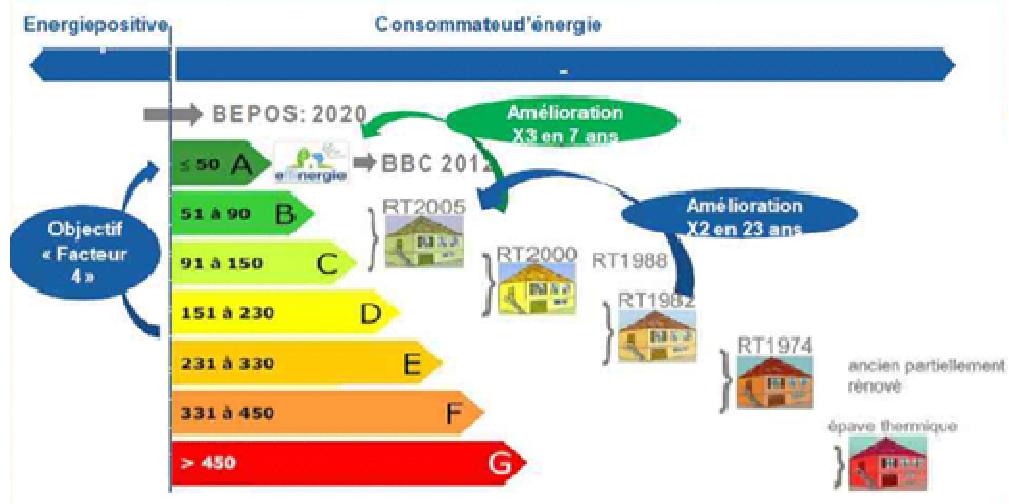 Energiepositive
Consommateud'énergie
BEPOS: 2020
Amélioration
X3 en 7 ans
≤ 50 A
effinergie
BBC 2012
51 à 90 B
RT2005
Amélioration
X2 en 23 ans
Objectif
« Facteur
4 »
91 à 150 C
RT2000
RT1988
151 à 230 D
RT1982
231 à 330 E
RT1974
ancien partiellement
rénové
331 à 450 F
épave thermique
> 450 G